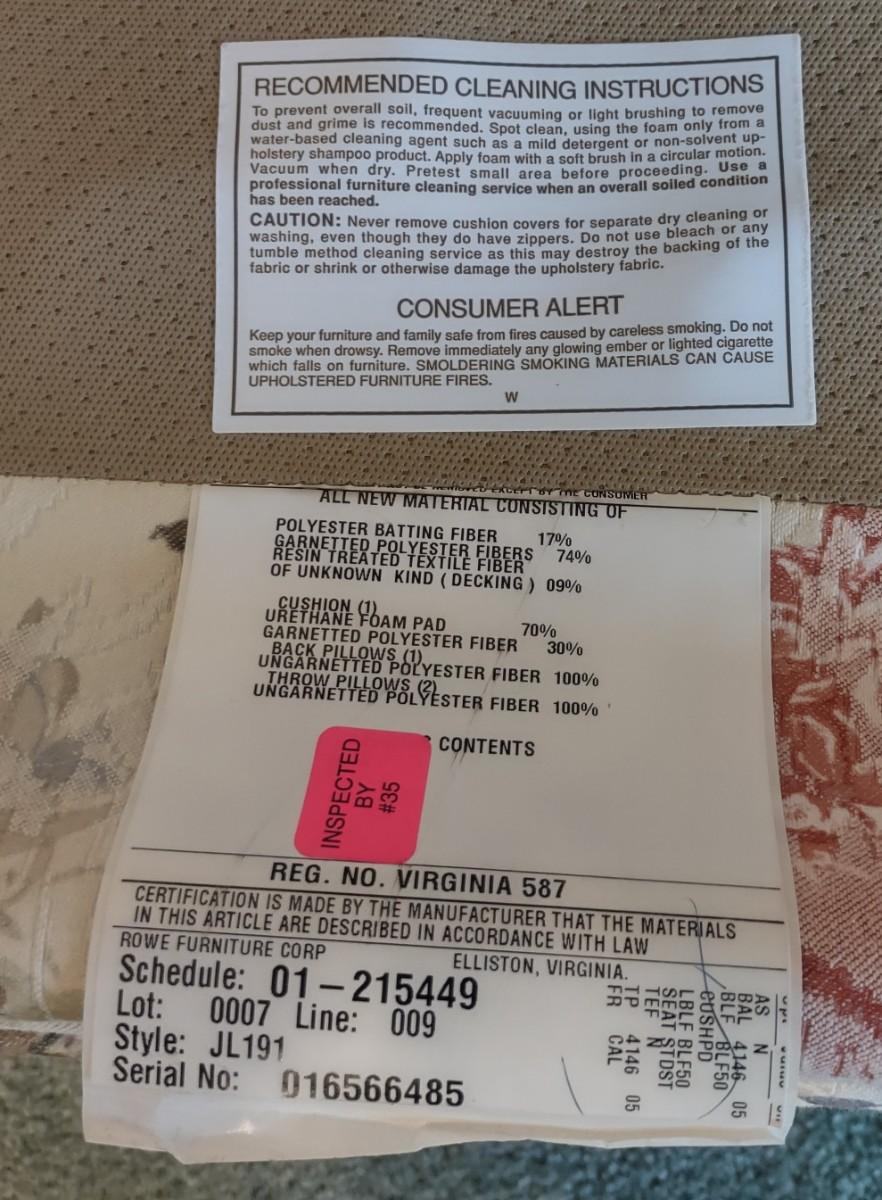 RECOMMENDED CLEANING INSTRUCTIONS
To prevent overall soil, frequent vacuuming or light brushing to remove
dust and grime is recommended. Spot clean, using the foam only from a
water-based cleaning agent such as a mild detergent or non-solvent up-
holstery shampoo product. Apply foam with a soft brush in a circular motion.
Vacuum when dry. Pretest small area before proceeding. Use a
professional furniture cleaning service when an overall soiled condition
has been reached.
CAUTION: Never remove cushion covers for separate dry cleaning or
washing, even though they do have zippers. Do not use bleach or any
tumble method cleaning service as this may destroy the backing of the
fabric or shrink or otherwise damage the upholstery fabric.
CONSUMER ALERT
Keep your furniture and family safe from fires caused by careless smoking. Do not
smoke when drowsy. Remove immediately any glowing ember or lighted cigarette
which falls on furniture. SMOLDERING SMOKING MATERIALS CAN CAUSE
UPHOLSTERED FURNITURE FIRES.
W
EXCEPT BY THE CONSUMER
ALL NEW MATERIAL CONSISTING OF
POLYESTER BATTING FIBER 17%
GARNETTED POLYESTER FIBERS 74%
RESIN TREATED TEXTILE FIBER
OF UNKNOWN KIND ( DECKING ) 09%
CUSHION (1)
URETHANE FOAM PAD 70%
GARNETTED POLYESTER FIBER 30%
BACK PILLOWS (1)
UNGARNETTED POLYESTER FIBER 100%
THROW PILLOWS (2)
UNGARNETTED POLYESTER FIBER 100%
CONTENTS
INSPECTED
BY
#35
REG. NO. VIRGINIA 587
CERTIFICATION IS MADE BY THE MANUFACTURER THAT THE MATERIALS
IN THIS ARTICLE ARE DESCRIBED IN ACCORDANCE WITH LAW
ROWE FURNITURE CORP ELLISTON, VIRGINIA.
Schedule: 01-215449
Lot: 0007 Line: 009
Style: JL191
Serial No: 016566485
AS N
BAL 4146 05
BLF BLF50
CUSHPD
LBLF BLF50
SEAT STDST
TEF N
TP 4146 05
FR CAL